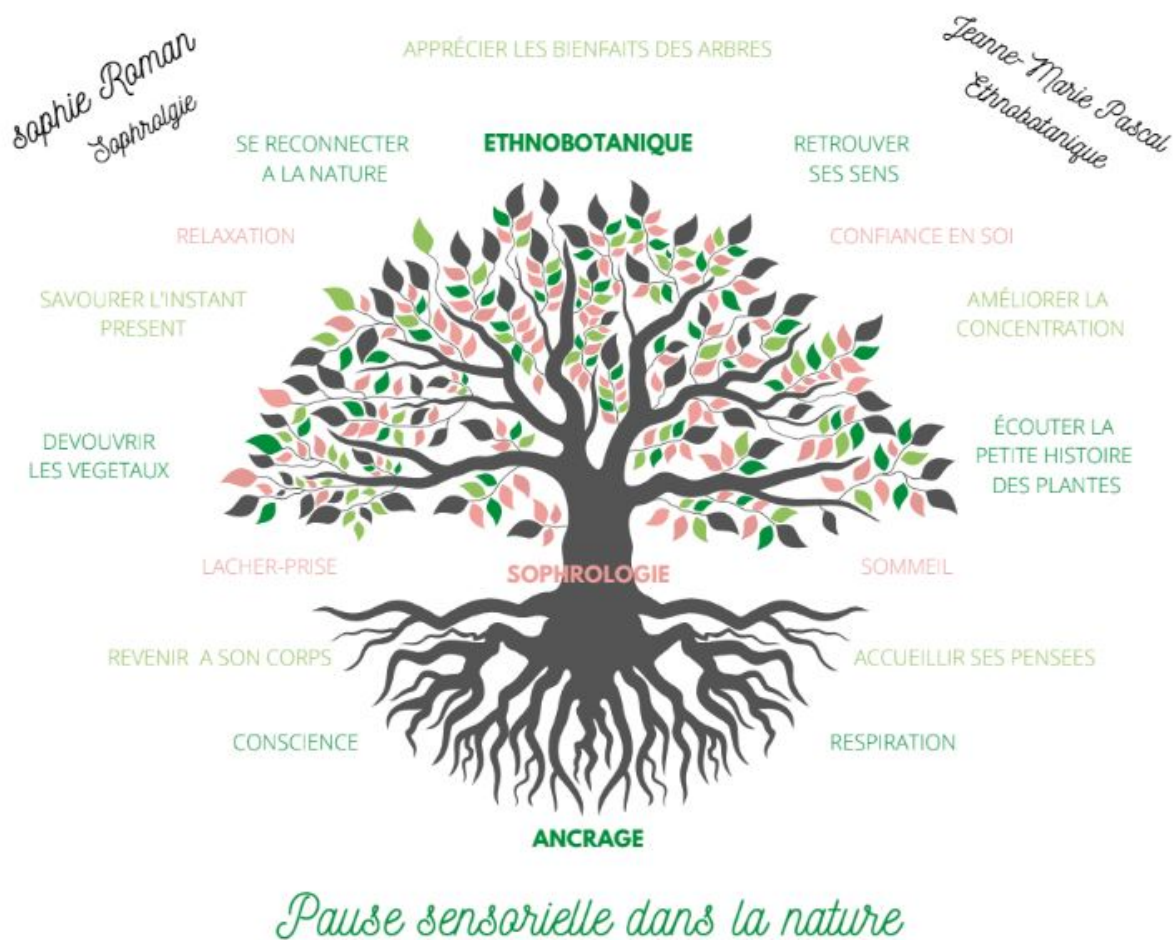 sophie Roman
Sophrolgie
APPRÉCIER LES BIENFAITS DES ARBRES
Jeanne-Marie Pascal
Ethnobotanique
SE RECONNECTER
A LA NATURE
ETHNOBOTANIQUE
RETROUVER
SES SENS
RELAXATION
CONFIANCE EN SOI
SAVOURER L'INSTANT
PRESENT
AMÉLIORER LA
CONCENTRATION
DEVOUVRIR
LES VEGETAUX
ÉCOUTER LA
PETITE HISTOIRE
DES PLANTES
LACHER-PRISE
SOPHROLOGIE
SOMMEIL
REVENIR A SON CORPS
ACCUEILLIR SES PENSEES
CONSCIENCE
RESPIRATION
ANCRAGE
Pause sensorielle dans la nature